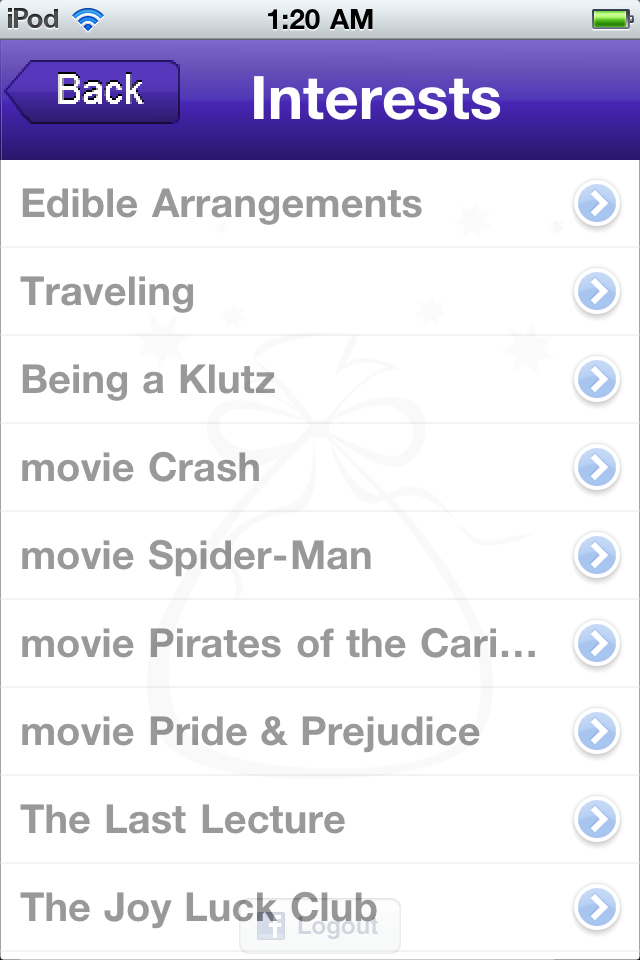 iPod 1:20 AM
Back Interests
Edible Arrangements
Traveling
Being a Klutz
movie Crash
movie Spider-Man
movie Pirates of the Cari...
movie Pride & Prejudice
The Last Lecture
The Joy Luck Club
f Logout